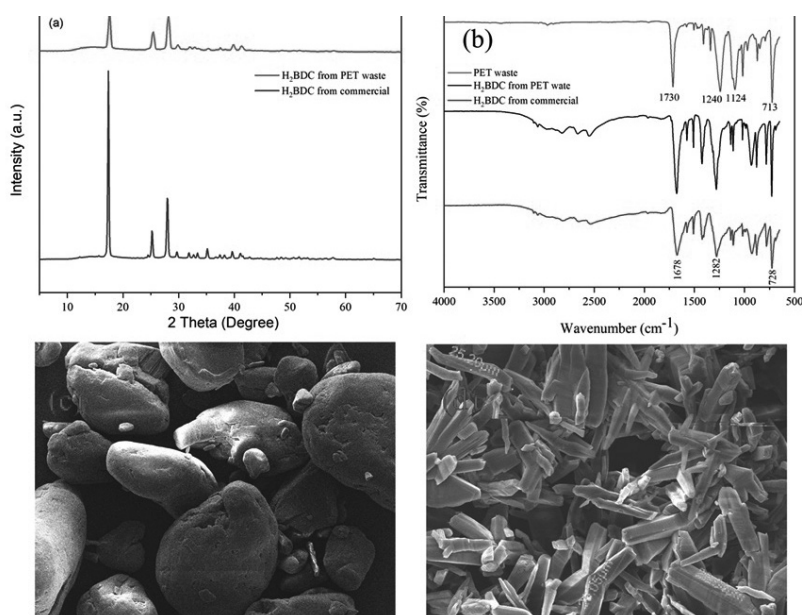 (a)
H₂BDC from PET waste
H₂BDC from commercial
Intensity (a.u.)
10 20 30 40 50 60 70
2 Theta (Degree)
(b)
PET waste
H₂BDC from PET wate
H₂BDC from commercial
1730
1240
1124
713
1678
1282
728
Transmittance (%)
4000 3500 3000 2500 2000 1500 1000 500
Wavenumber (cm⁻¹)